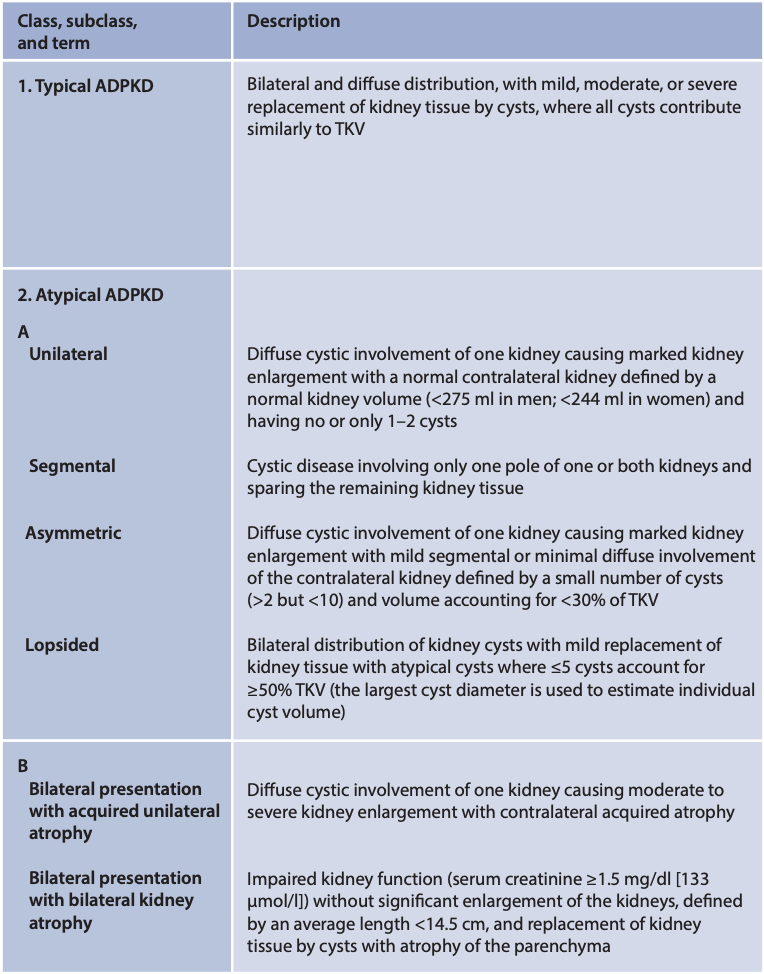 Class, subclass,
and term
Description
1. Typical ADPKD
Bilateral and diffuse distribution, with mild, moderate, or severe
replacement of kidney tissue by cysts, where all cysts contribute
similarly to TKV
2. Atypical ADPKD
A
Unilateral
Diffuse cystic involvement of one kidney causing marked kidney
enlargement with a normal contralateral kidney defined by a
normal kidney volume (<275 ml in men; <244 ml in women) and
having no or only 1–2 cysts
Segmental
Cystic disease involving only one pole of one or both kidneys and
sparing the remaining kidney tissue
Asymmetric
Diffuse cystic involvement of one kidney causing marked kidney
enlargement with mild segmental or minimal diffuse involvement
of the contralateral kidney defined by a small number of cysts
(>2 but <10) and volume accounting for <30% of TKV
Lopsided
Bilateral distribution of kidney cysts with mild replacement of
kidney tissue with atypical cysts where ≤5 cysts account for
≥50% TKV (the largest cyst diameter is used to estimate individual
cyst volume)
B
Bilateral presentation
with acquired unilateral
atrophy
Diffuse cystic involvement of one kidney causing moderate to
severe kidney enlargement with contralateral acquired atrophy
Bilateral presentation
with bilateral kidney
atrophy
Impaired kidney function (serum creatinine ≥1.5 mg/dl [133
μmol/l]) without significant enlargement of the kidneys, defined
by an average length <14.5 cm, and replacement of kidney
tissue by cysts with atrophy of the parenchyma